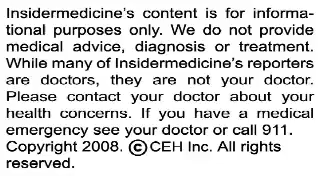 Insidermedicine's content is for informa-
tional purposes only. We do not provide
medical advice, diagnosis or treatment.
While many of Insidermedicine's reporters
are doctors, they are not your doctor.
Please contact your doctor about your
health concerns. If you have a medical
emergency see your doctor or call 911.
Copyright 2008. ©CEH Inc. All rights
reserved.